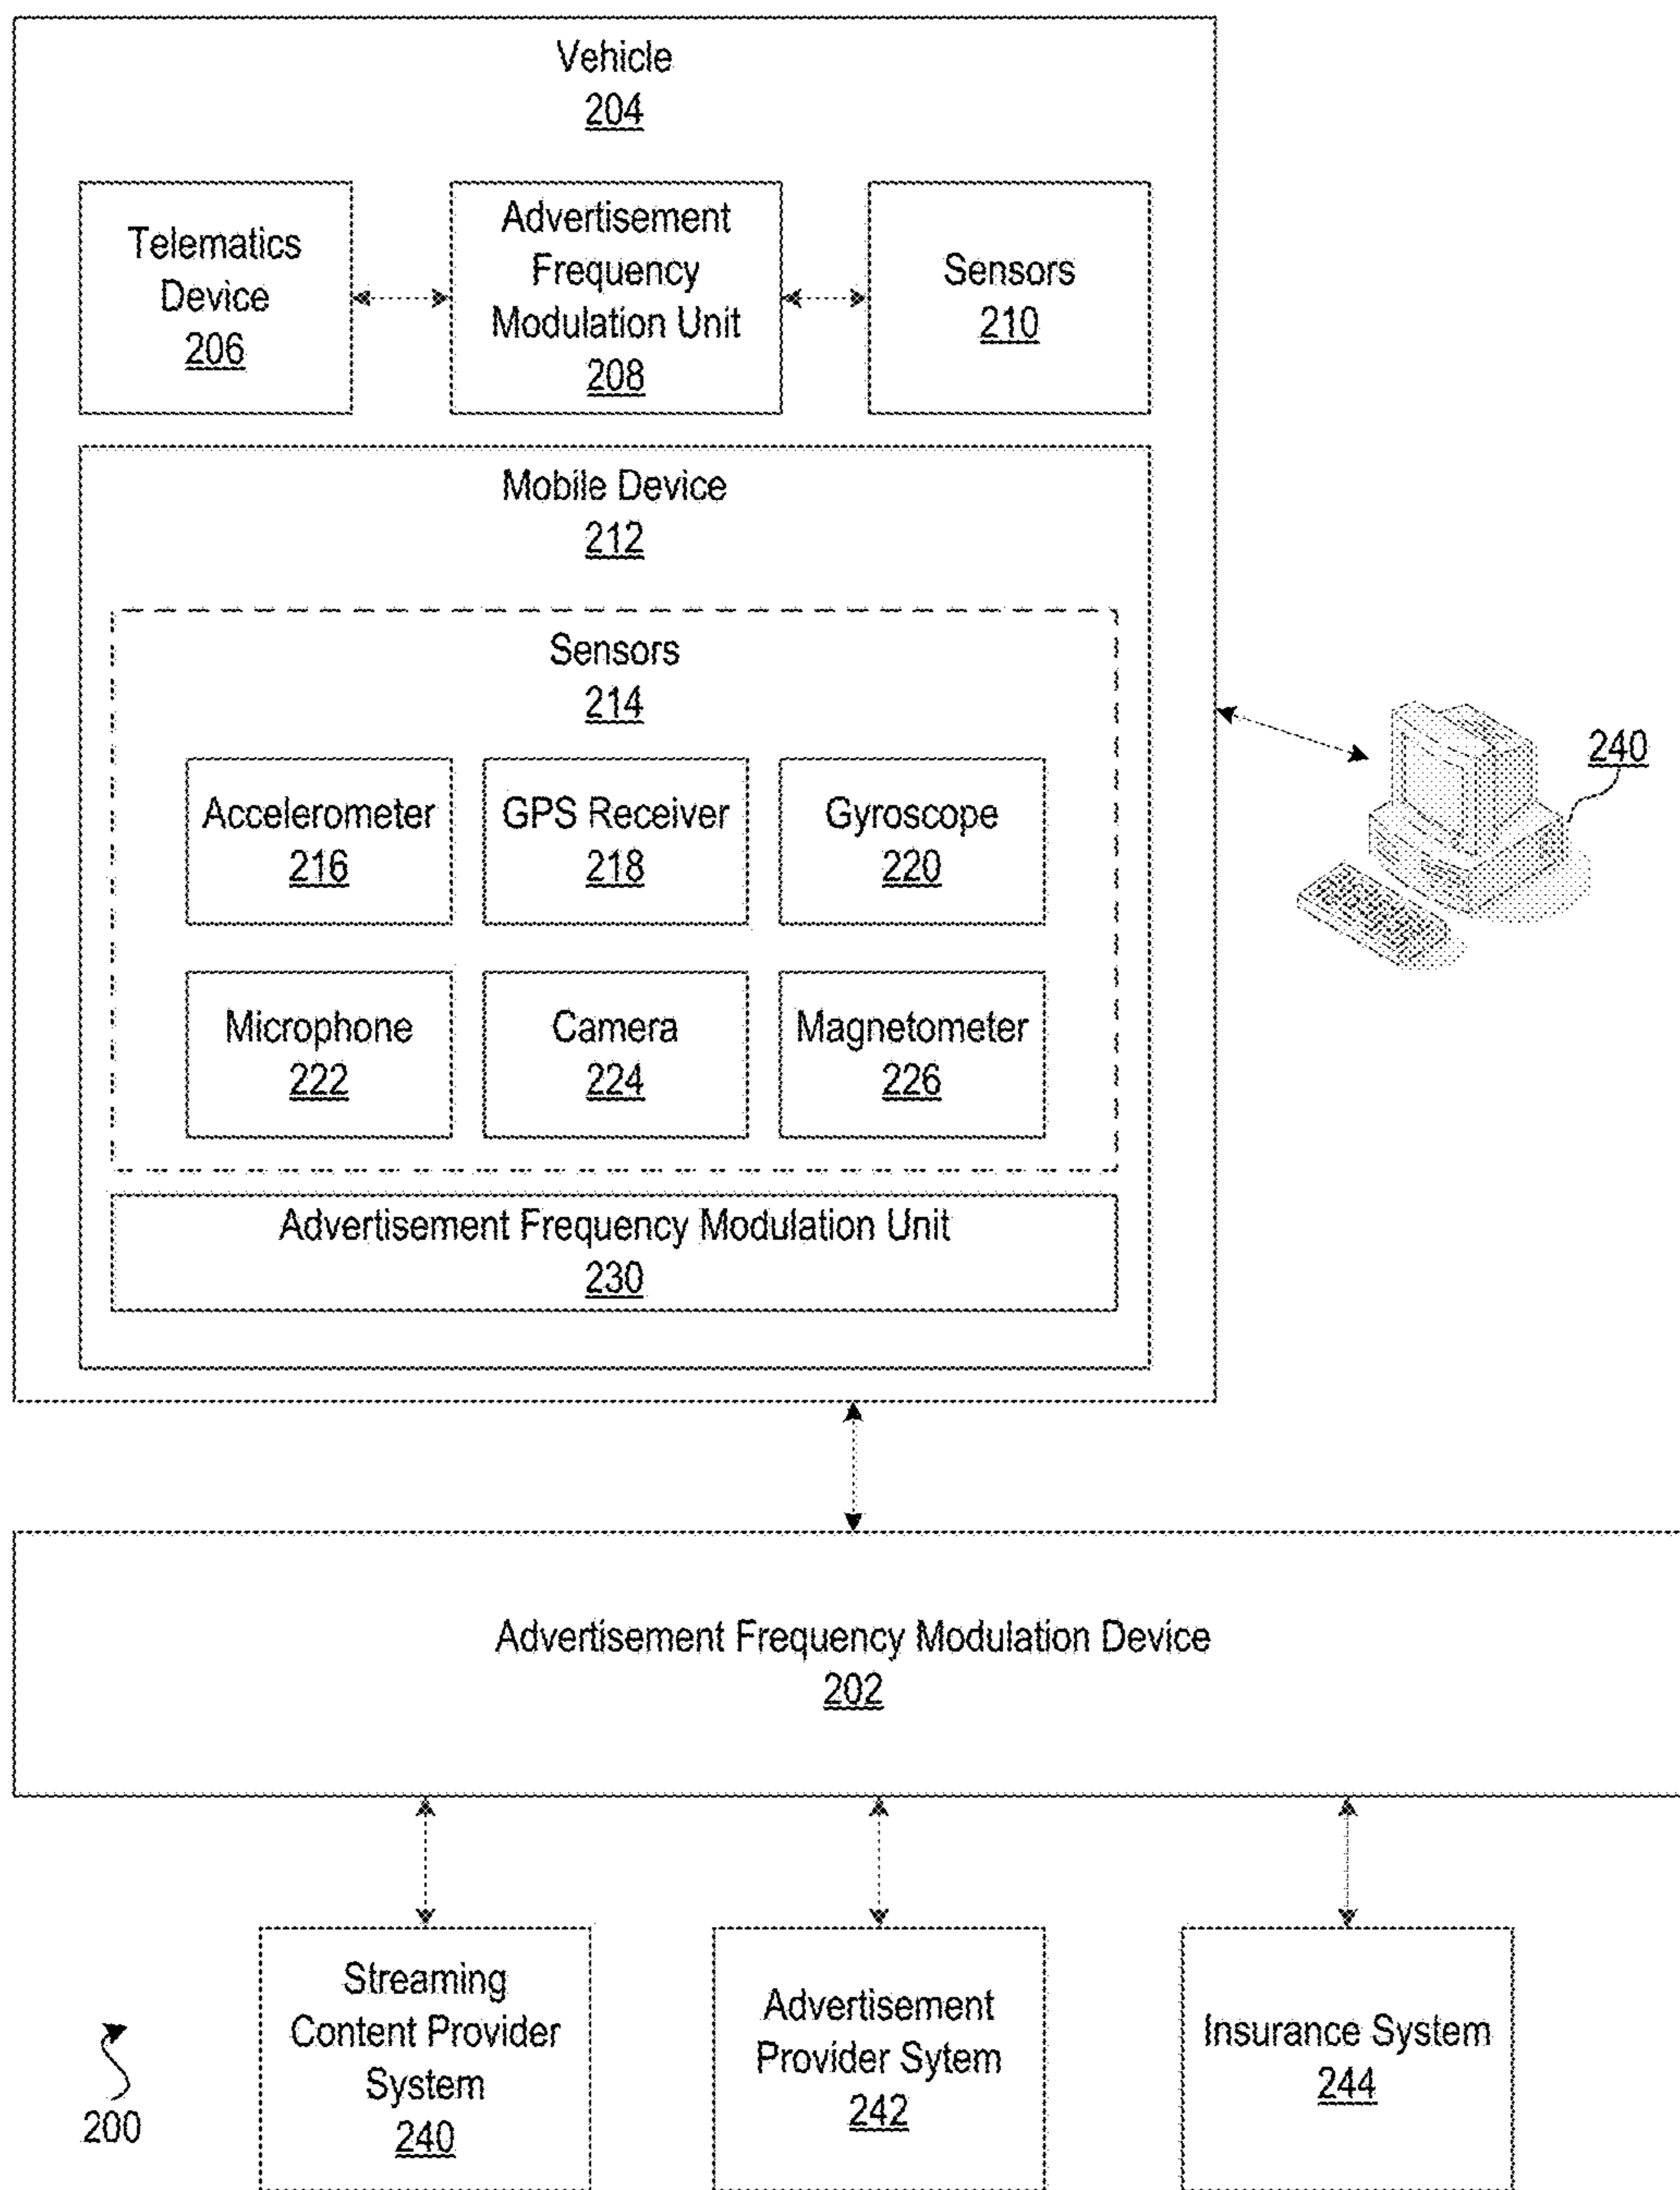 Vehicle
204
Telematics
Device
206
Advertisement
Frequency
Modulation Unit
208
Sensors
210
Mobile Device
212
Sensors
214
Accelerometer
216
GPS Receiver
218
Gyroscope
220
Microphone
222
Camera
224
Magnetometer
226
Advertisement Frequency Modulation Unit
230
240
Advertisement Frequency Modulation Device
202
Streaming
Content Provider
System
240
Advertisement
Provider Sytem
242
Insurance System
244
200